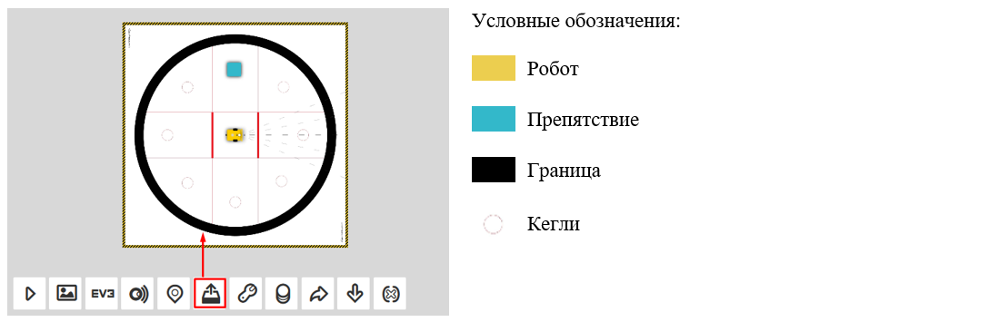 Условные обозначения:
Робот
Препятствие
Граница
Кегли
EV3